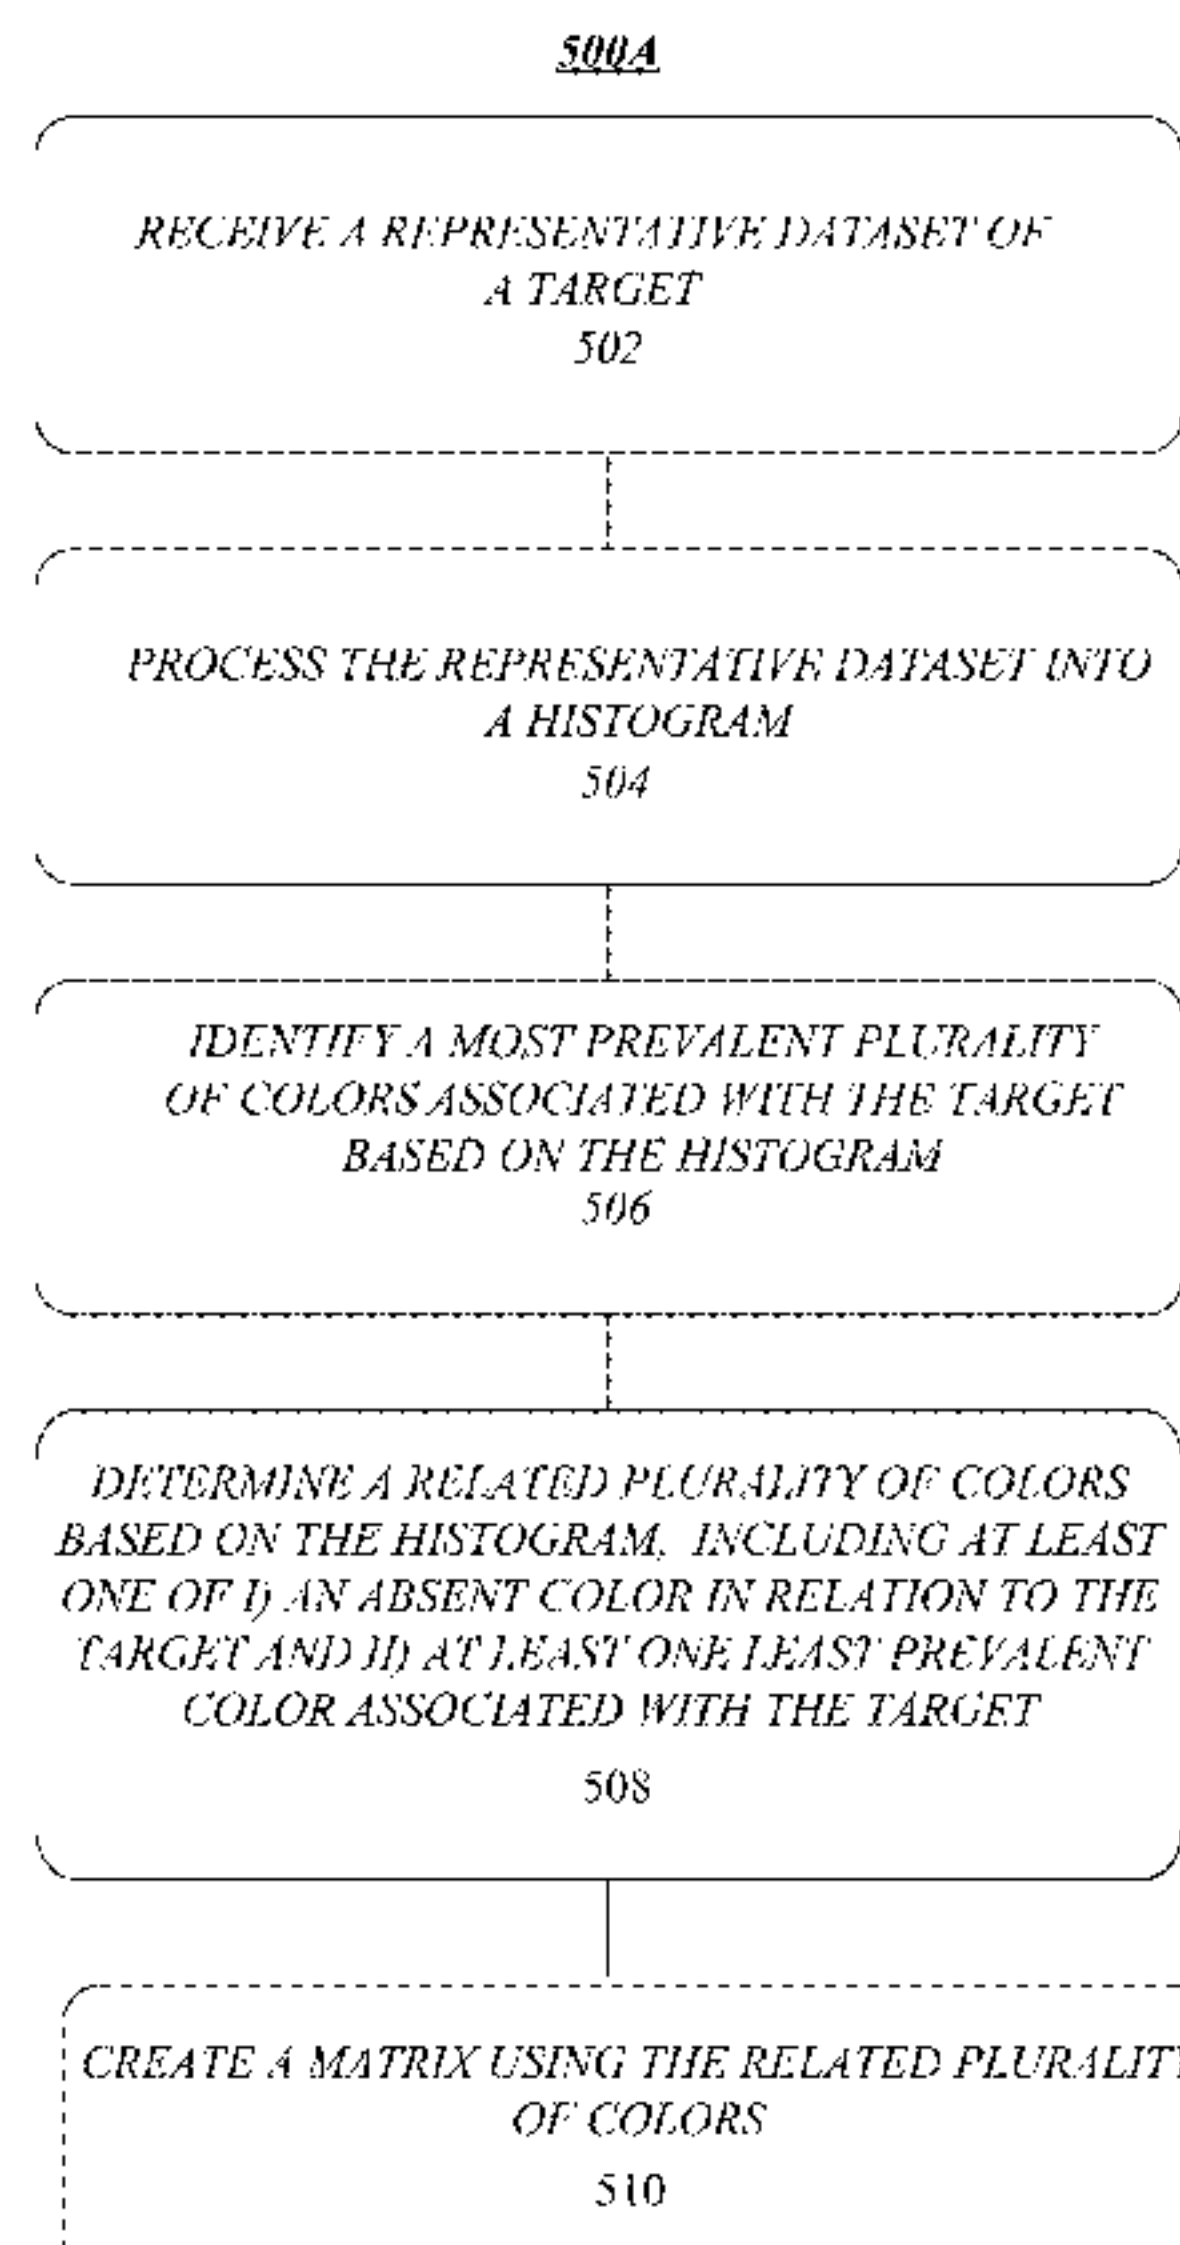 500A
RECEIVE A REPRESENTATIVE DATASET OF
A TARGET
502
PROCESS THE REPRESENTATIVE DATASET INTO
A HISTOGRAM
504
IDENTIFY A MOST PREVALENT PLURALITY
OF COLORS ASSOCIATED WITH THE TARGET
BASED ON THE HISTOGRAM
506
DETERMINE A RELATED PLURALITY OF COLORS
BASED ON THE HISTOGRAM, INCLUDING AT LEAST
ONE OF I) AN ABSENT COLOR IN RELATION TO THE
TARGET AND II) AT LEAST ONE LEAST PREVALENT
COLOR ASSOCIATED WITH THE TARGET
508
CREATE A MATRIX USING THE RELATED PLURALITY
OF COLORS
510